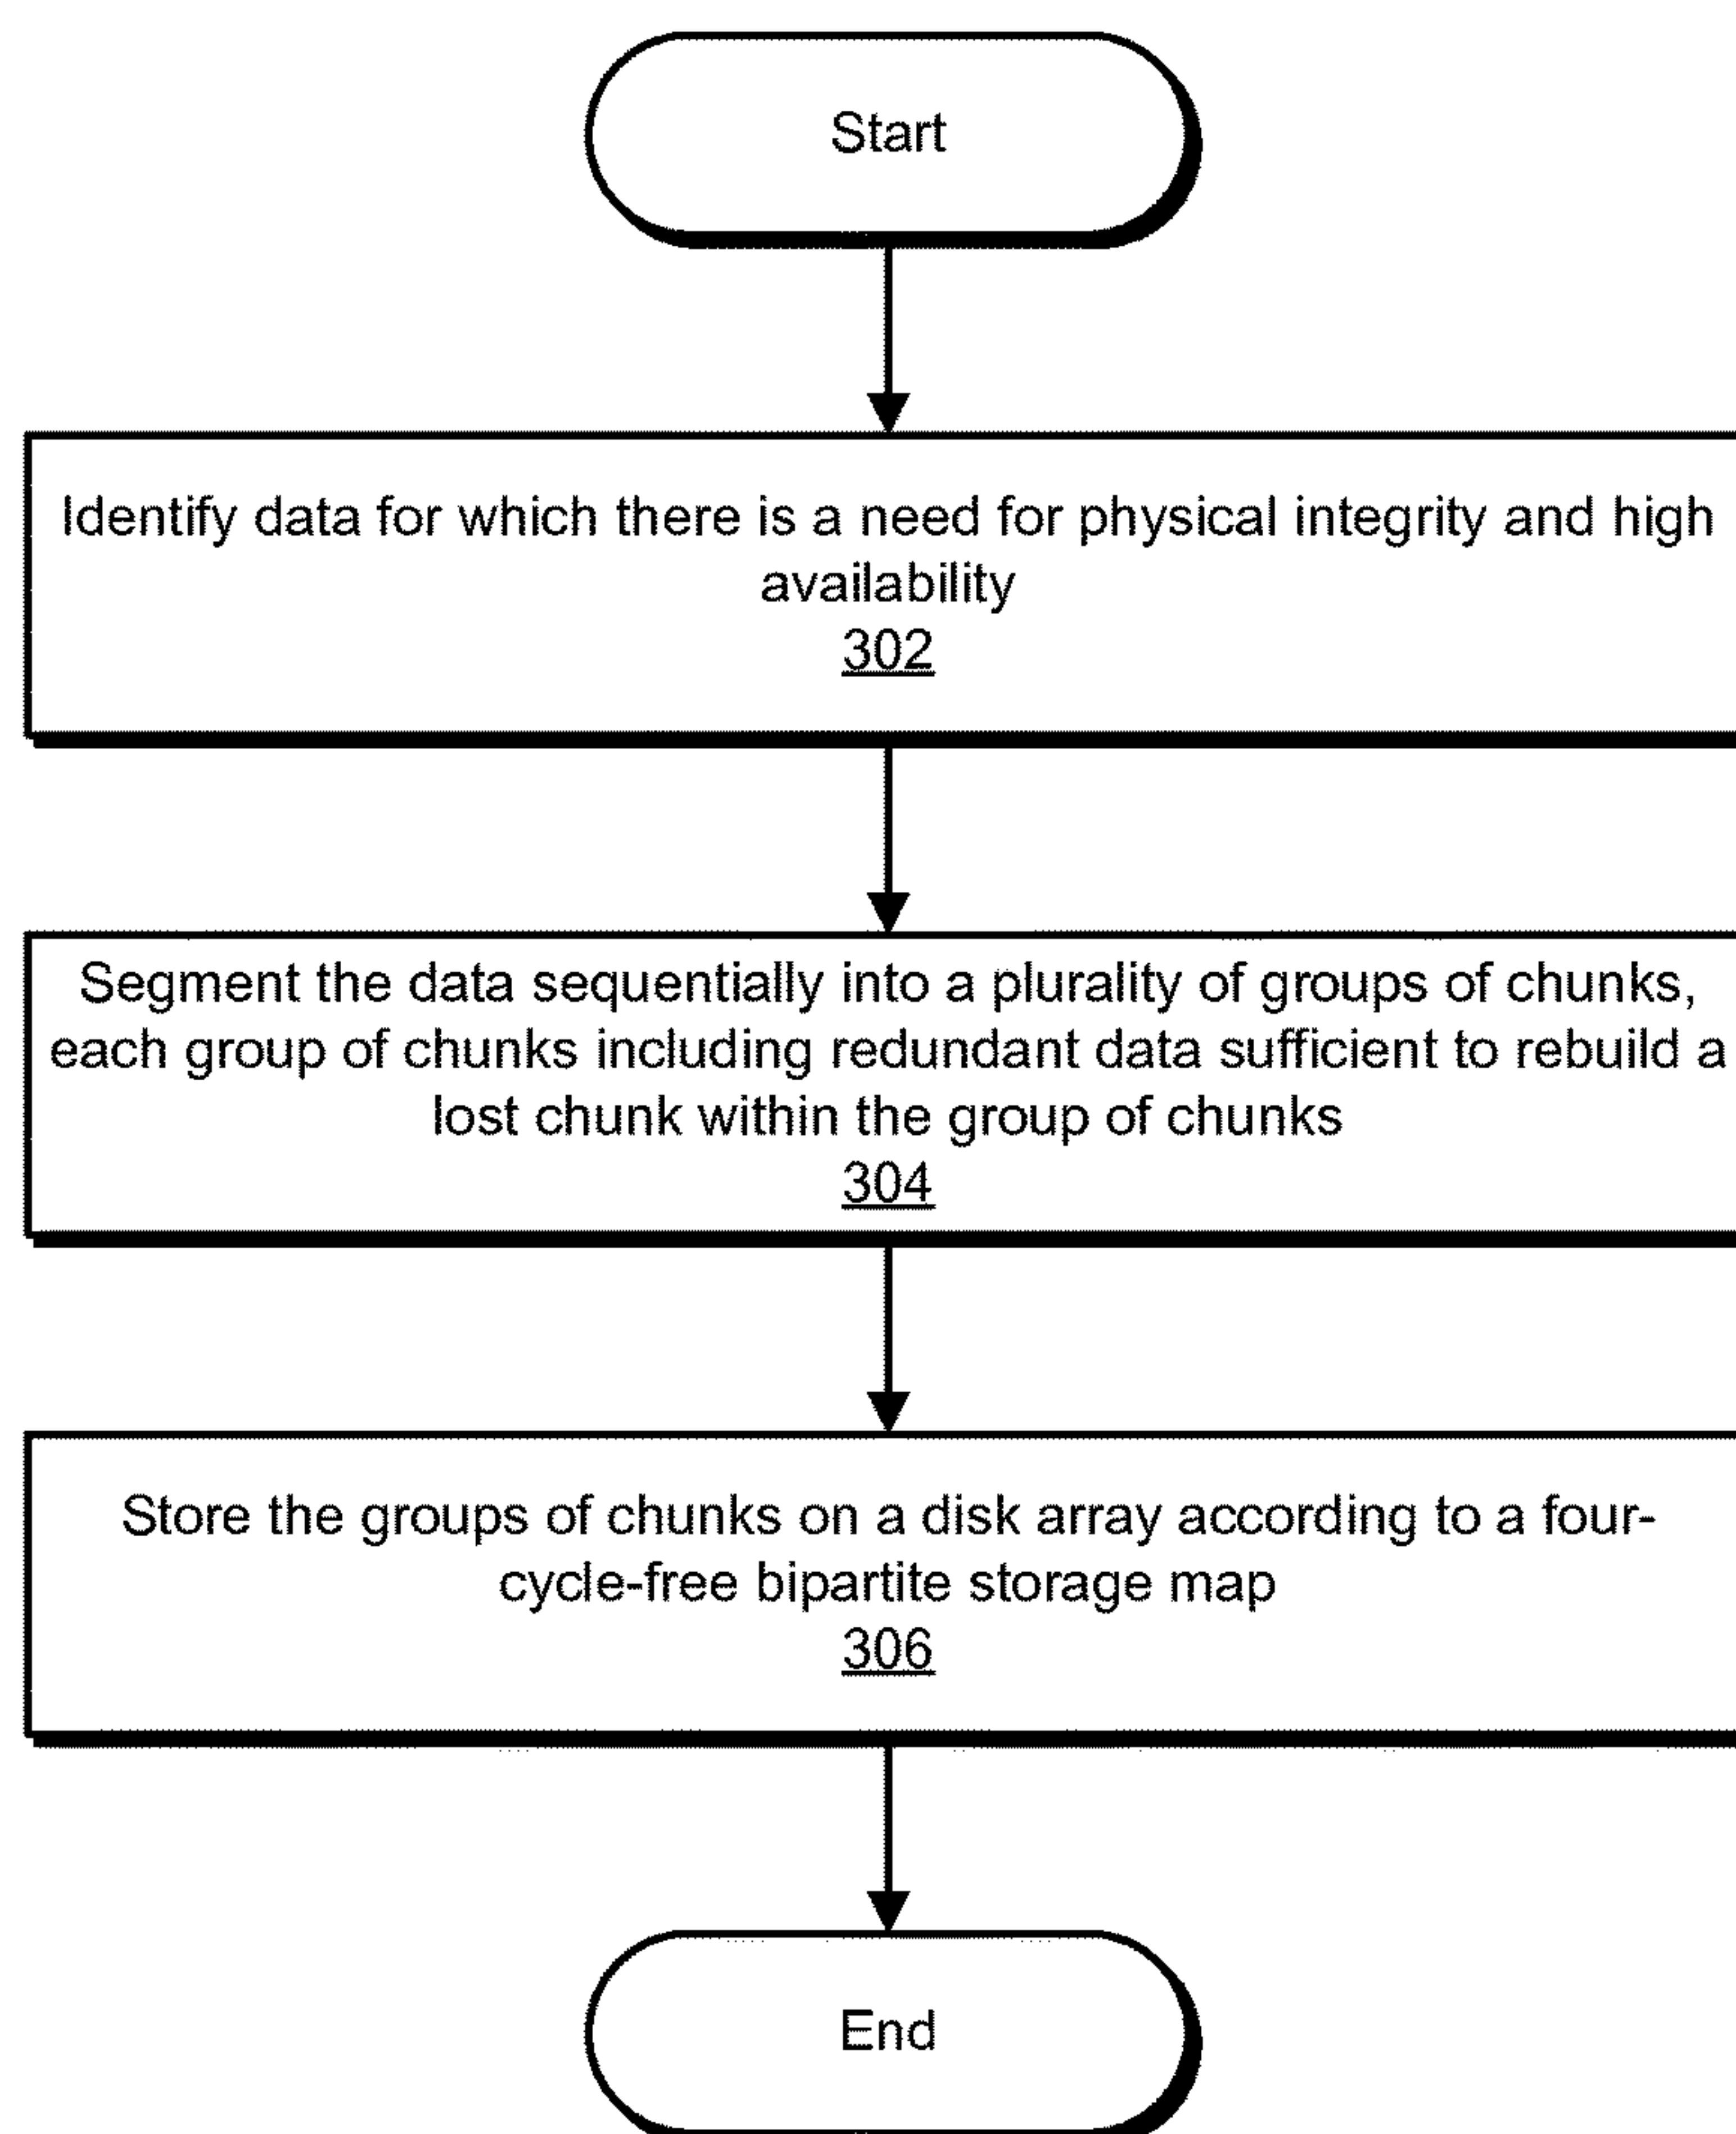 Start
Identify data for which there is a need for physical integrity and high
availability
302
Segment the data sequentially into a plurality of groups of chunks,
each group of chunks including redundant data sufficient to rebuild a
lost chunk within the group of chunks
304
Store the groups of chunks on a disk array according to a four-
cycle-free bipartite storage map
306
End